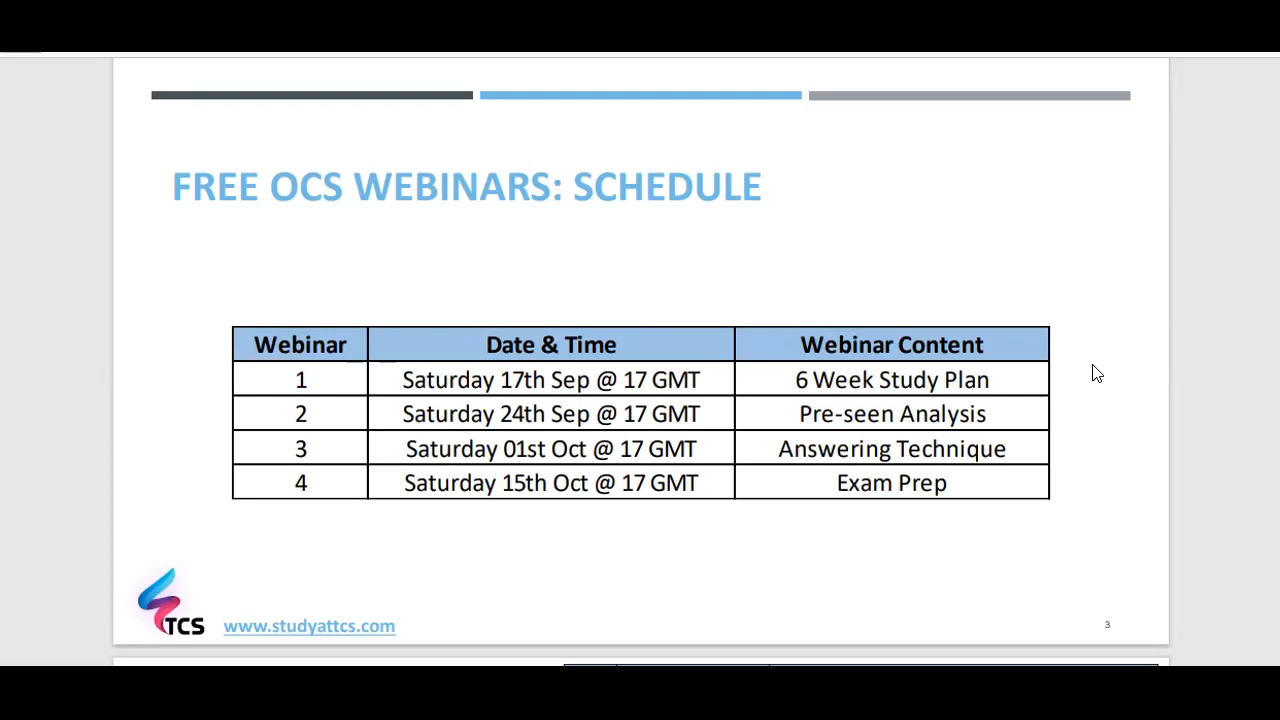 FREE OCS WEBINARS: SCHEDULE
Webinar Date & Time Webinar Content
1 Saturday 17th Sep @ 17 GMT 6 Week Study Plan
2 Saturday 24th Sep @ 17 GMT Pre-seen Analysis
3 Saturday 01st Oct @ 17 GMT Answering Technique
4 Saturday 15th Oct @ 17 GMT Exam Prep
TCS www.studyattcs.com 3